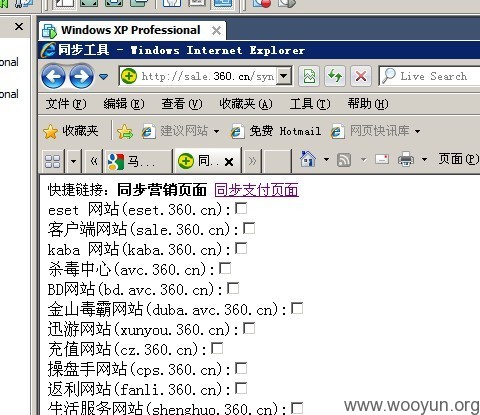 Windows XP Professional
onal
onal
同步工具 - Windows Internet Explorer
http://sale.360.cn/syn
Live Search
文件(F) 编辑(E) 查看(V) 收藏夹(A) 工具(T) 帮助(H)
收藏夹 建议网站 免费 Hotmail 网页快讯库
马... 同... 页面(P)
快捷链接：同步营销页面 同步支付页面
eset 网站(eset.360.cn):
客户端网站(sale.360.cn):
kaba 网站(kaba.360.cn):
杀毒中心(avc.360.cn):
BD网站(bd.avc.360.cn):
金山毒霸网站(duba.avc.360.cn):
迅游网站(xunyou.360.cn):
充值网站(cz.360.cn):
操盘手网站(cps.360.cn):
返利网站(fanli.360.cn):
生活服务网站(shenghuo.360.cn):
www.wooyun.org